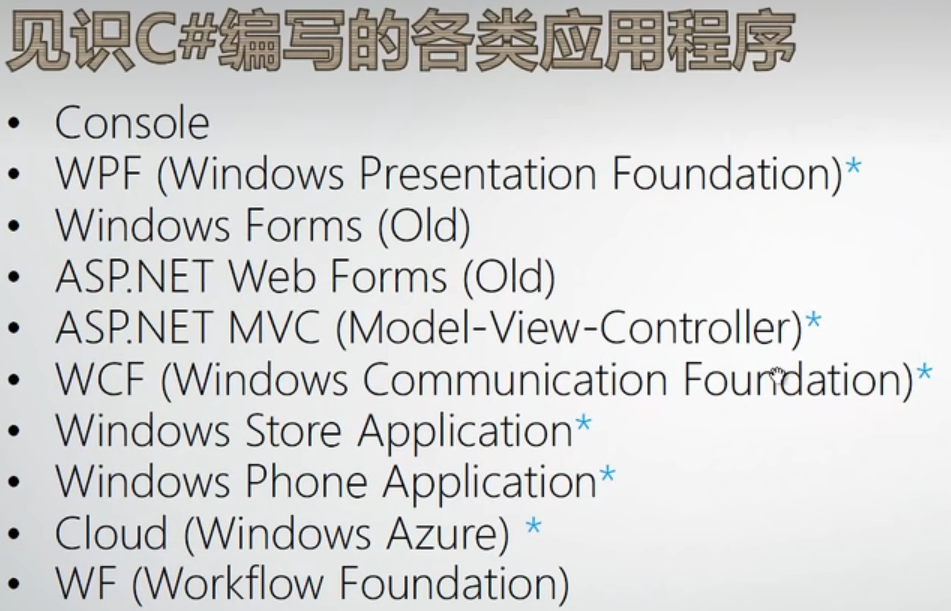 见识C#编写的各类应用程序
• Console
• WPF (Windows Presentation Foundation)*
• Windows Forms (Old)
• ASP.NET Web Forms (Old)
• ASP.NET MVC (Model-View-Controller)*
• WCF (Windows Communication Foundation)*
• Windows Store Application*
• Windows Phone Application*
• Cloud (Windows Azure) *
• WF (Workflow Foundation)